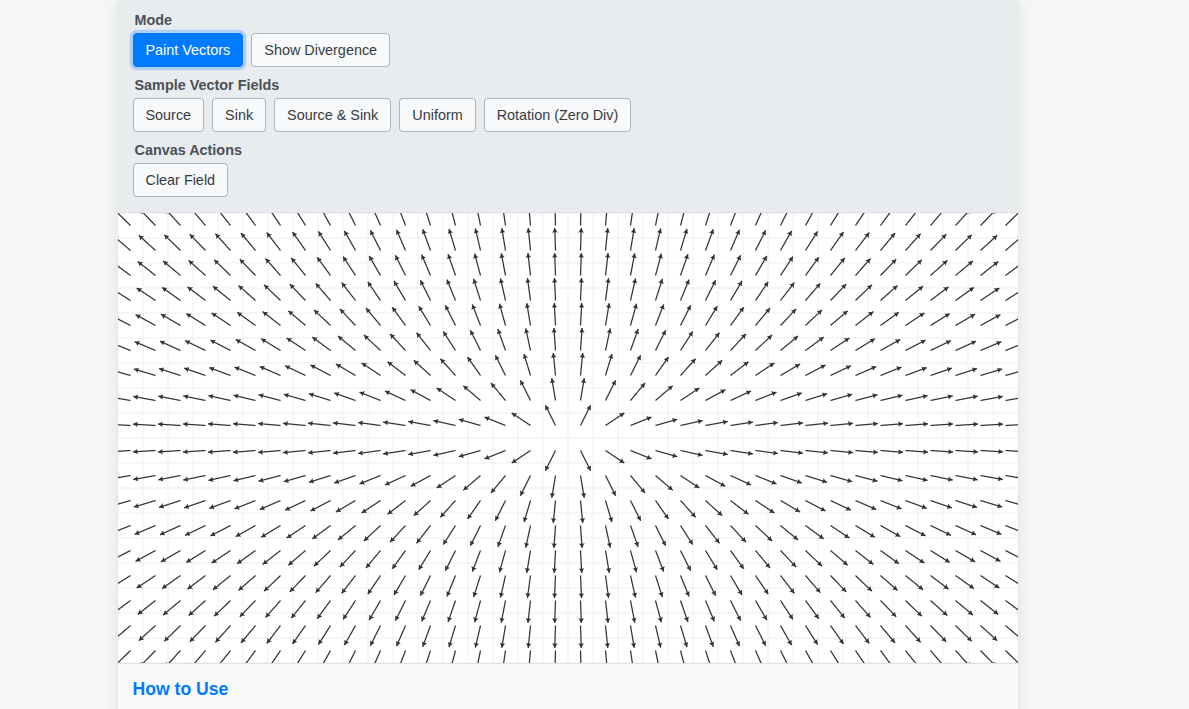 Mode
Paint Vectors Show Divergence
Sample Vector Fields
Source Sink Source & Sink Uniform Rotation (Zero Div)
Canvas Actions
Clear Field
How to Use